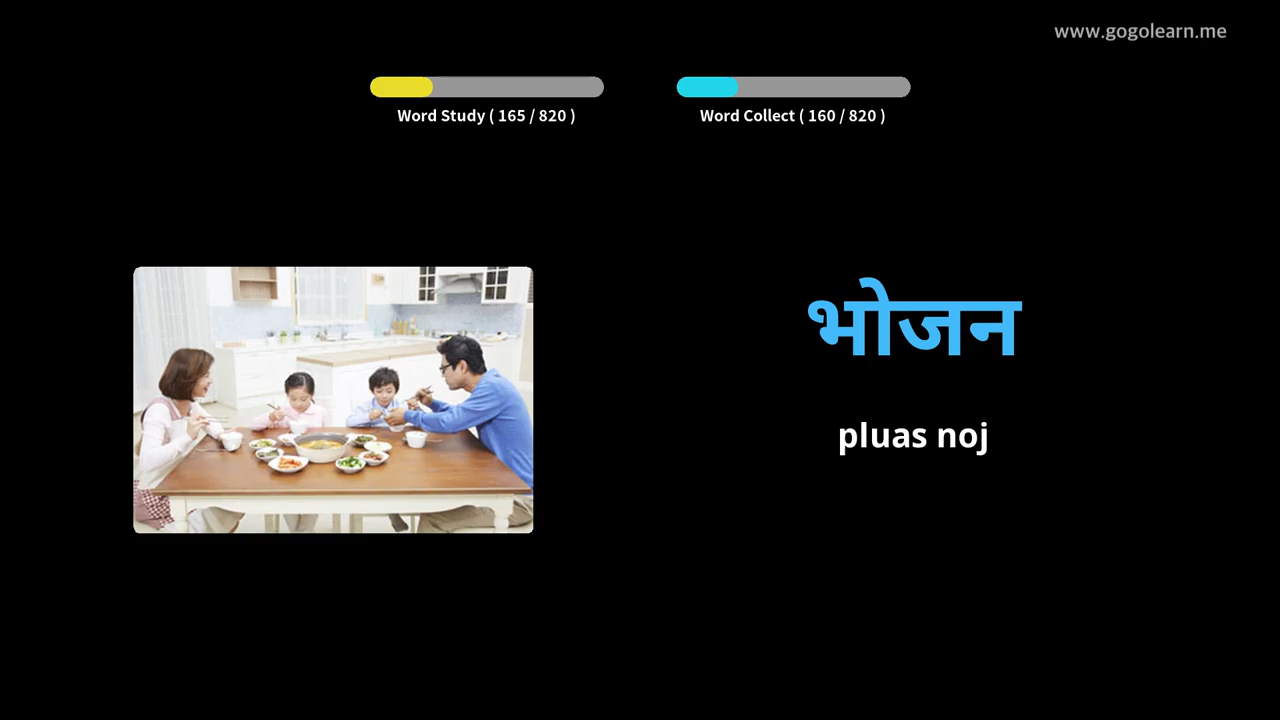 www.gogolearn.me
Word Study ( 165 / 820 )
Word Collect ( 160 / 820 )
भोजन
pluas noj